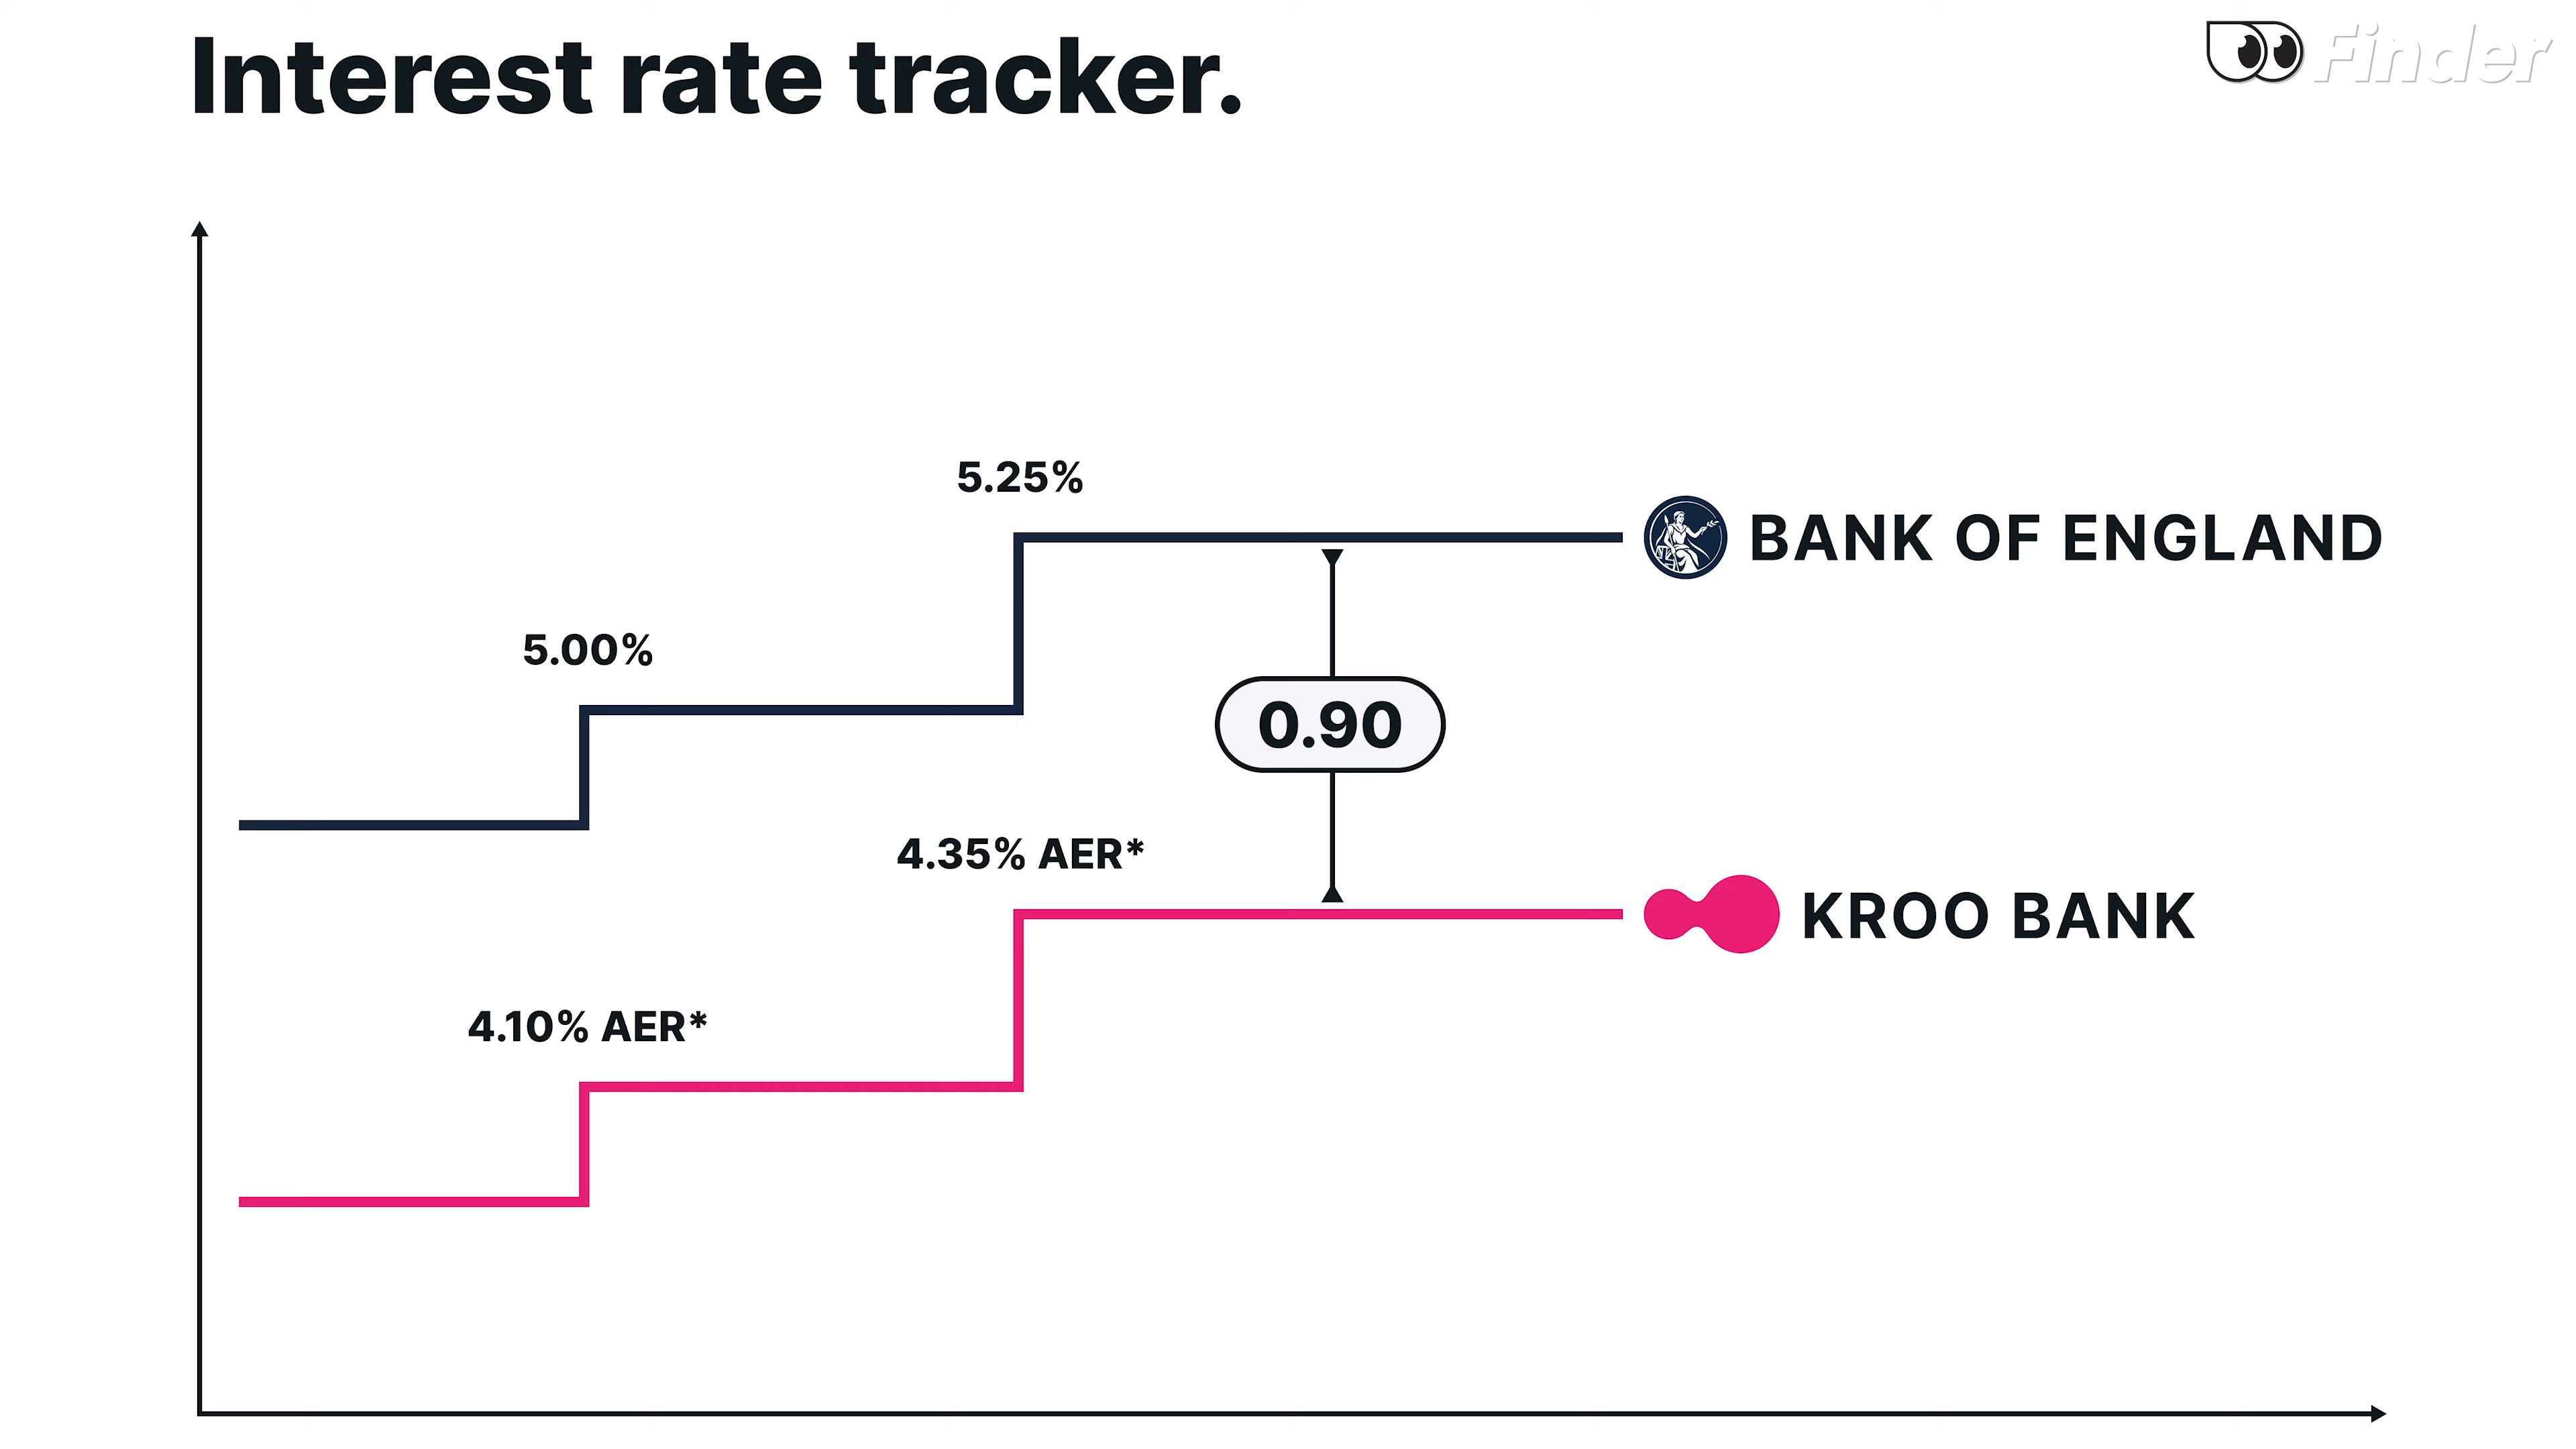 Interest rate tracker.
Finder
5.25%
BANK OF ENGLAND
5.00%
0.90
4.35% AER*
KROO BANK
4.10% AER*